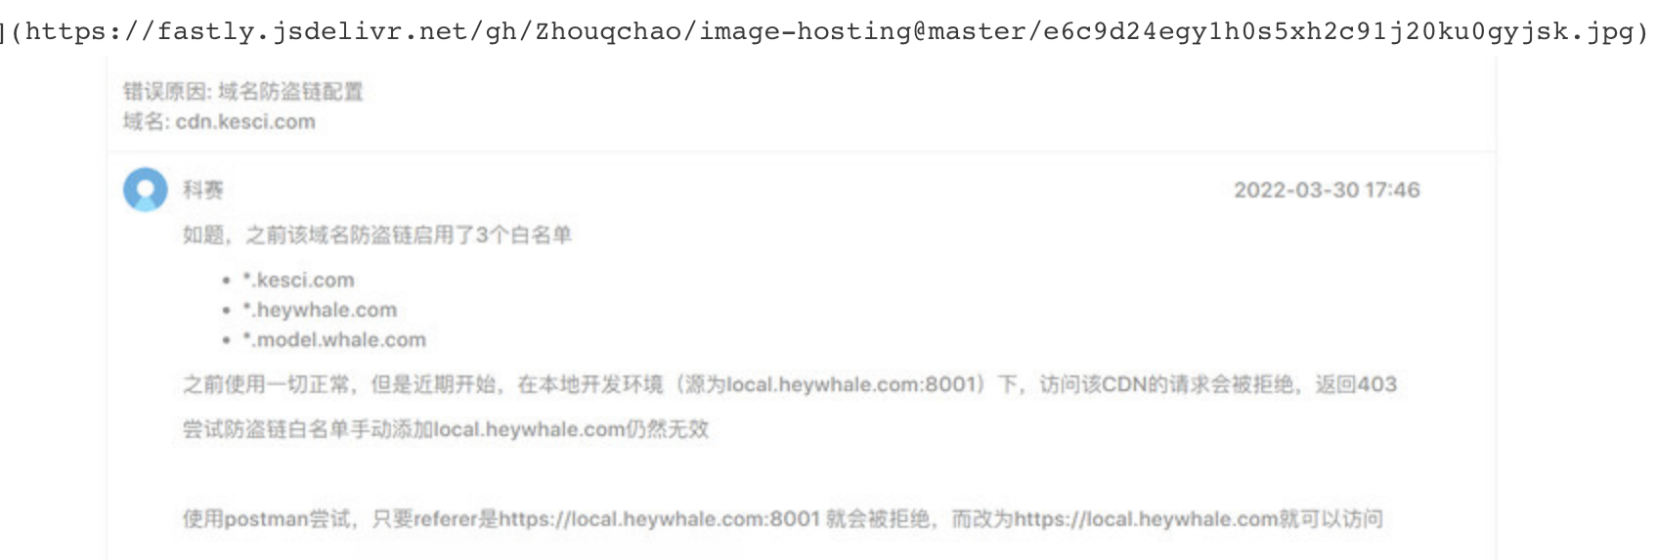 ](https://fastly.jsdelivr.net/gh/Zhouqchao/image-hosting@master/e6c9d24egy1h0s5xh2c91j20ku0gyjsk.jpg)
错误原因: 域名防盗链配置
域名: cdn.kesci.com
科赛
2022-03-30 17:46
如题，之前该域名防盗链启用了3个白名单
• *.kesci.com
• *.heywhale.com
• *.model.whale.com
之前使用一切正常，但是近期开始，在本地开发环境（源为local.heywhale.com:8001）下，访问该CDN的请求会被拒绝，返回403
尝试防盗链白名单手动添加local.heywhale.com仍然无效
使用postman尝试，只要referer是https://local.heywhale.com:8001 就会被拒绝，而改为https://local.heywhale.com就可以访问